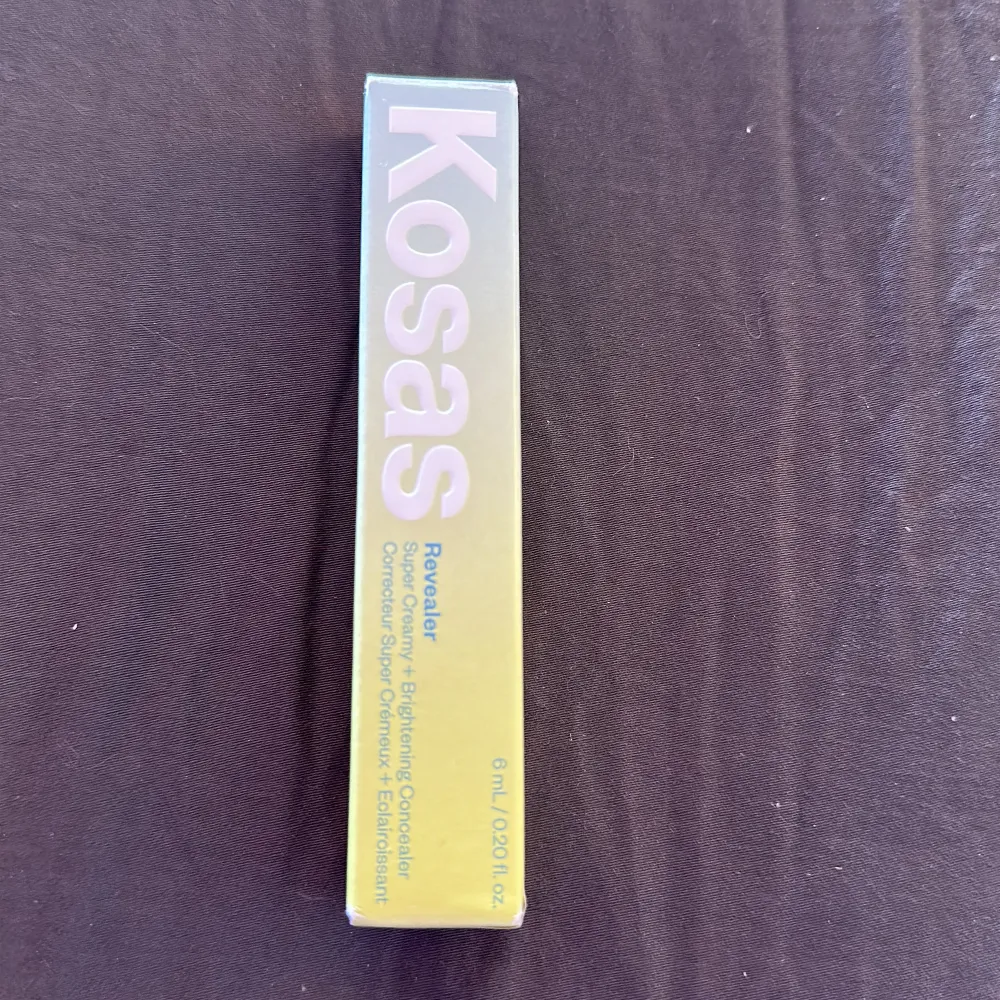 Kosas
Revealer
Super Creamy + Brightening Concealer
Correcteur Super Crémeux + Eclaircissant
6 mL / 0.20 fl. oz.